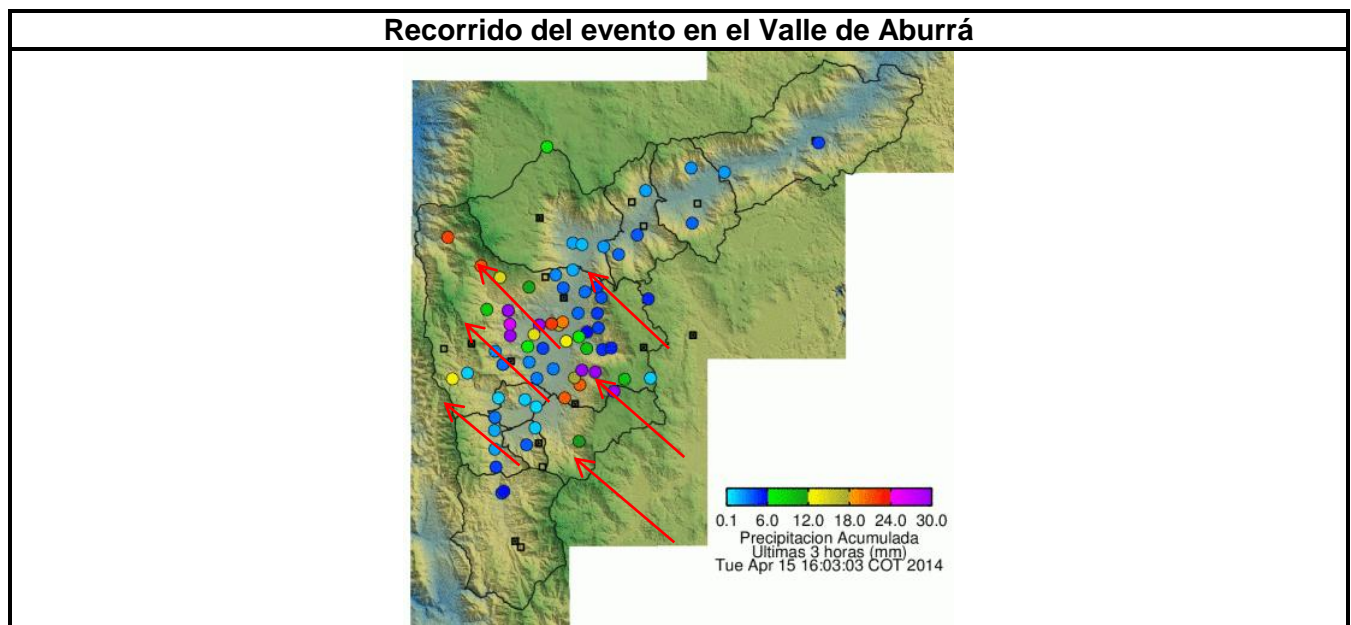 Recorrido del evento en el Valle de Aburrá
0.1 6.0 12.0 18.0 24.0 30.0
Precipitacion Acumulada
Ultimas 3 horas (mm)
Tue Apr 15 16:03:03 COT 2014